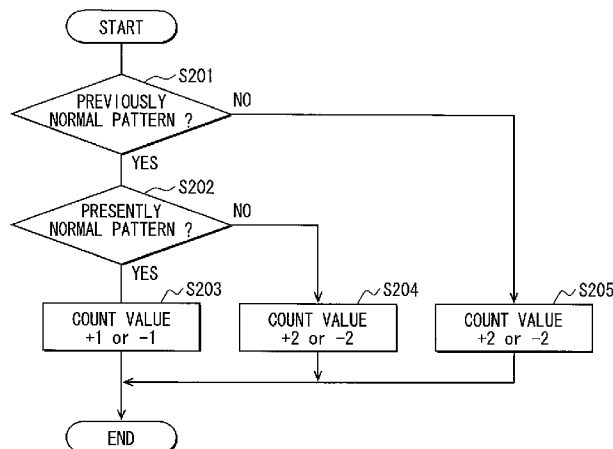 START
S201
PREVIOUSLY
NORMAL PATTERN ?
NO
YES
S202
PRESENTLY
NORMAL PATTERN ?
NO
YES
S203
COUNT VALUE
+1 or -1
S204
COUNT VALUE
+2 or -2
S205
COUNT VALUE
+2 or -2
END